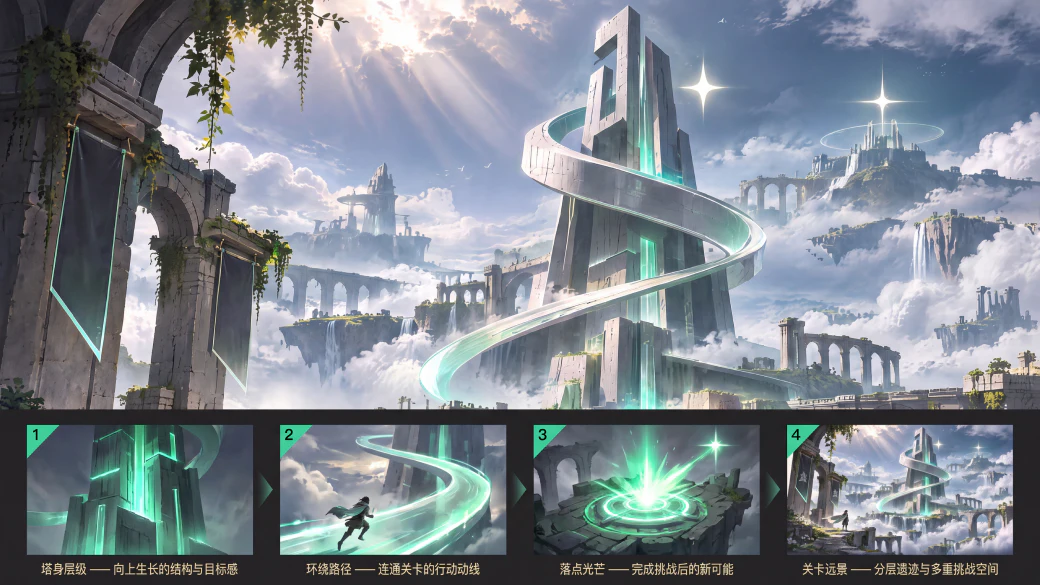 1
塔身层级 —— 向上生长的结构与目标感
2
环绕路径 —— 连通关卡的行动动线
3
落点光芒 —— 完成挑战后的新可能
4
关卡远景 —— 分层遗迹与多重挑战空间